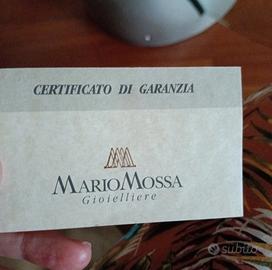 CERTIFICATO DI GARANZIA
MARIO MOSSA
Gioielliere
subito